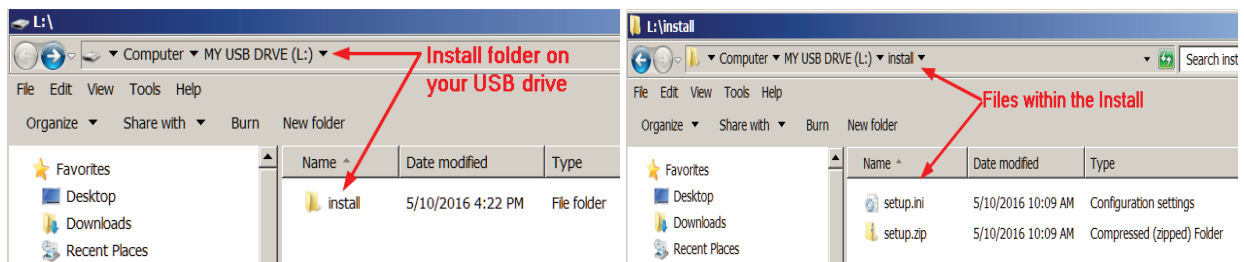 L:\
Computer ▾ MY USB DRVE (L:) ▾
Install folder on
your USB drive
File Edit View Tools Help
Organize ▾ Share with ▾ Burn New folder
Favorites
Desktop
Downloads
Recent Places
Name Date modified Type
install 5/10/2016 4:22 PM File folder
L:\install
Computer ▾ MY USB DRVE (L:) ▾ install ▾
Search inst
File Edit View Tools Help
Files within the Install
Organize ▾ Share with ▾ Burn New folder
Favorites
Desktop
Downloads
Recent Places
Name Date modified Type
setup.ini 5/10/2016 10:09 AM Configuration settings
setup.zip 5/10/2016 10:09 AM Compressed (zipped) Folder